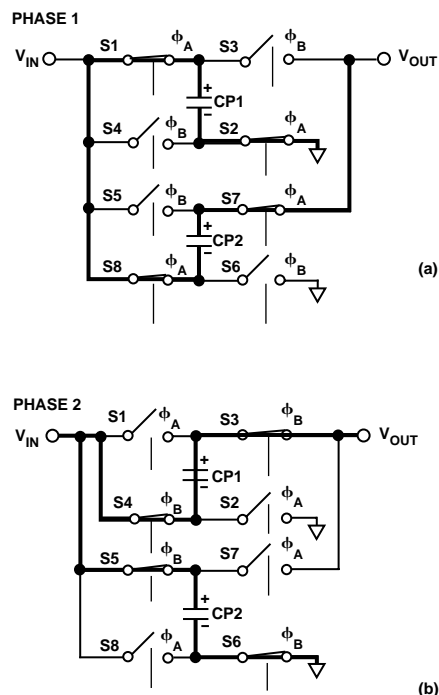 PHASE 1
V_IN S1 ϕ_A S3 ϕ_B V_OUT
+
CP1
−
S4 ϕ_B S2 ϕ_A
S5 ϕ_B S7 ϕ_A
+
CP2
−
S8 ϕ_A S6 ϕ_B
(a)
PHASE 2
V_IN S1 ϕ_A S3 ϕ_B V_OUT
+
CP1
−
S4 ϕ_B S2 ϕ_A
S5 ϕ_B S7 ϕ_A
+
CP2
−
S8 ϕ_A S6 ϕ_B
(b)